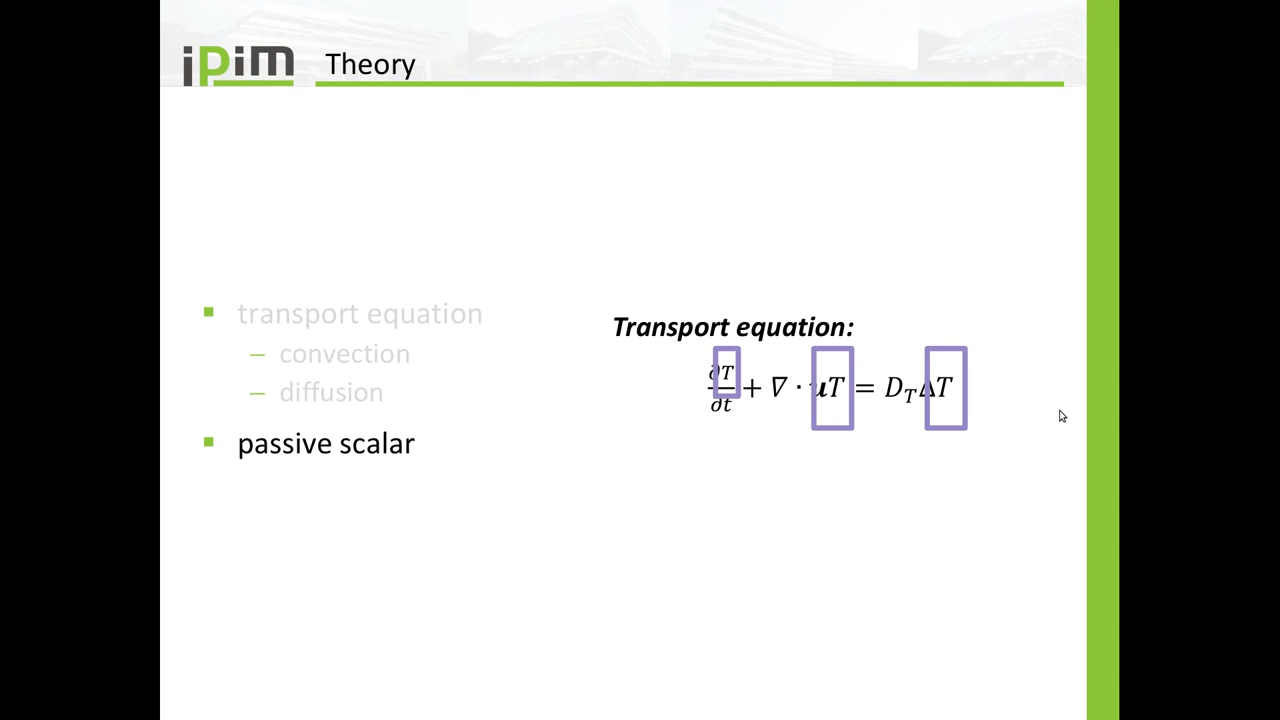 ipim
Theory
transport equation
– convection
– diffusion
passive scalar
Transport equation:
∂T/∂t + ∇ · uT = D_T ΔT